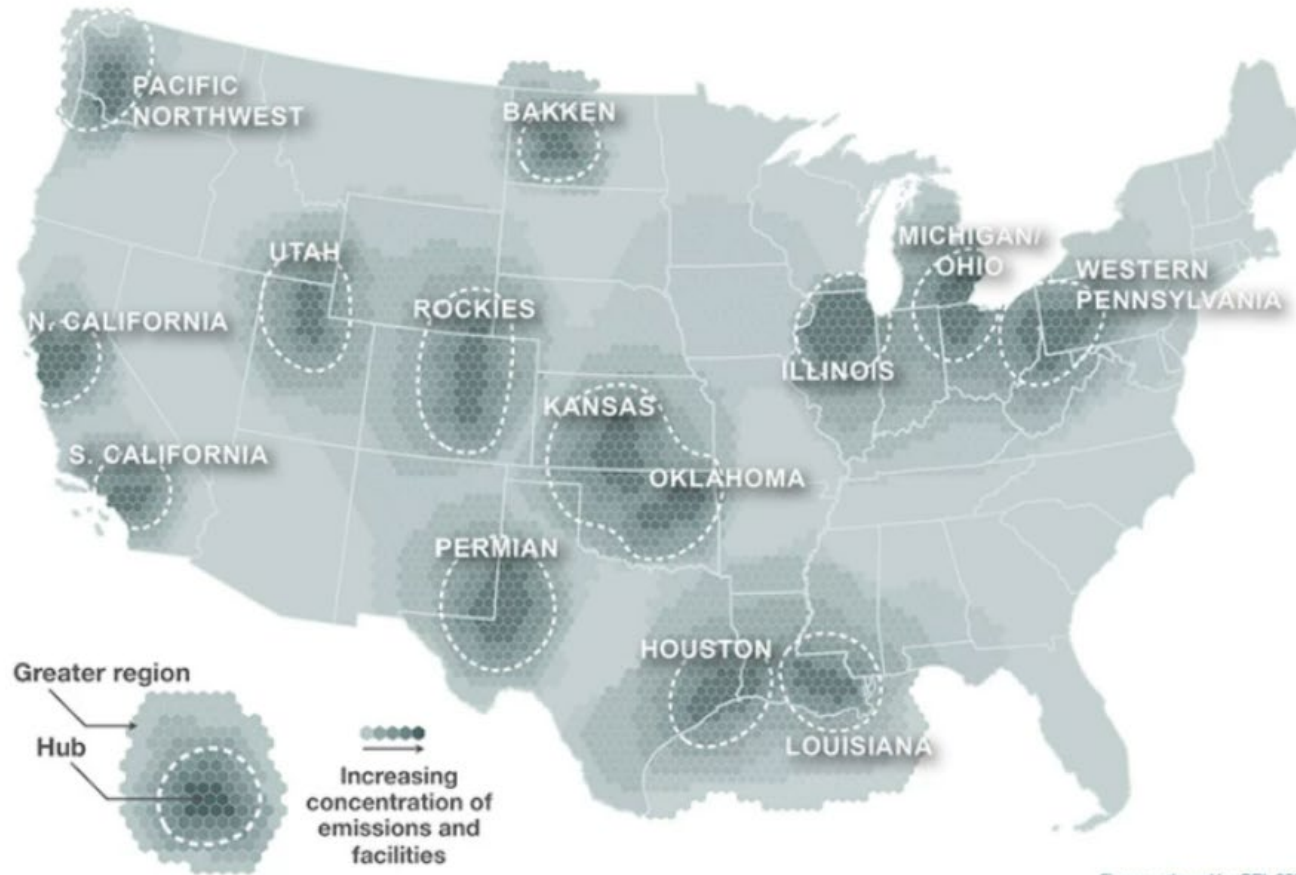 PACIFIC
NORTHWEST
BAKKEN
UTAH
ROCKIES
MICHIGAN/
OHIO
WESTERN
PENNSYLVANIA
N. CALIFORNIA
ILLINOIS
KANSAS
S. CALIFORNIA
OKLAHOMA
PERMIAN
HOUSTON
LOUISIANA
Greater region
Hub
Increasing
concentration of
emissions and
facilities